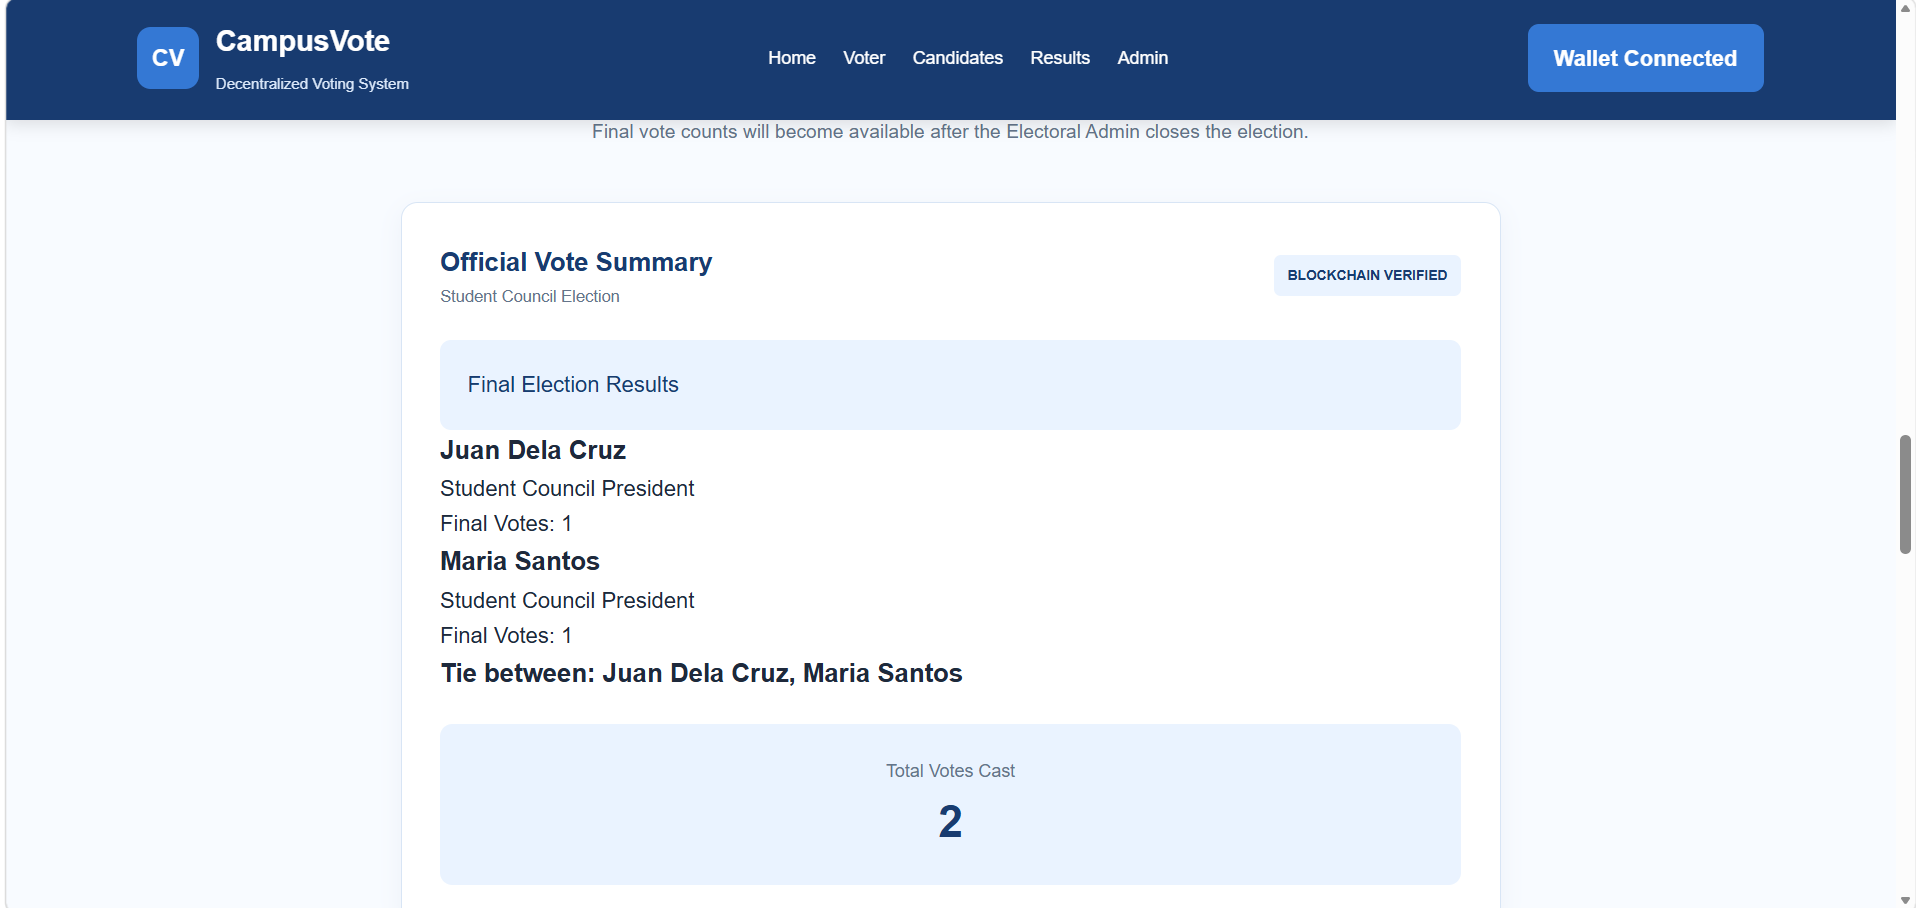 CV
CampusVote
Decentralized Voting System
Home Voter Candidates Results Admin
Wallet Connected
Final vote counts will become available after the Electoral Admin closes the election.
Official Vote Summary
Student Council Election
BLOCKCHAIN VERIFIED
Final Election Results
Juan Dela Cruz
Student Council President
Final Votes: 1
Maria Santos
Student Council President
Final Votes: 1
Tie between: Juan Dela Cruz, Maria Santos
Total Votes Cast
2